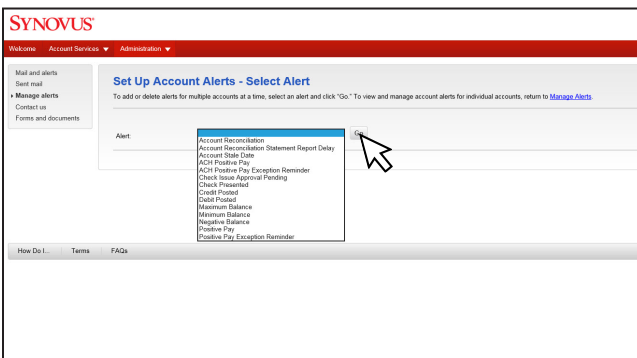 SYNOVUS®
Welcome Account Services Administration
Mail and alerts
Sent mail
Manage alerts
Contact us
Forms and documents
Set Up Account Alerts - Select Alert
To add or delete alerts for multiple accounts at a time, select an alert and click "Go." To view and manage account alerts for individual accounts, return to Manage Alerts.
Alert:
Go
Account Reconciliation
Account Reconciliation Statement Report Delay
Account Stale Date
ACH Positive Pay
ACH Positive Pay Exception Reminder
Check Issue Approval Pending
Check Presented
Credit Posted
Debit Posted
Maximum Balance
Minimum Balance
Negative Balance
Positive Pay
Positive Pay Exception Reminder
How Do I... Terms FAQs